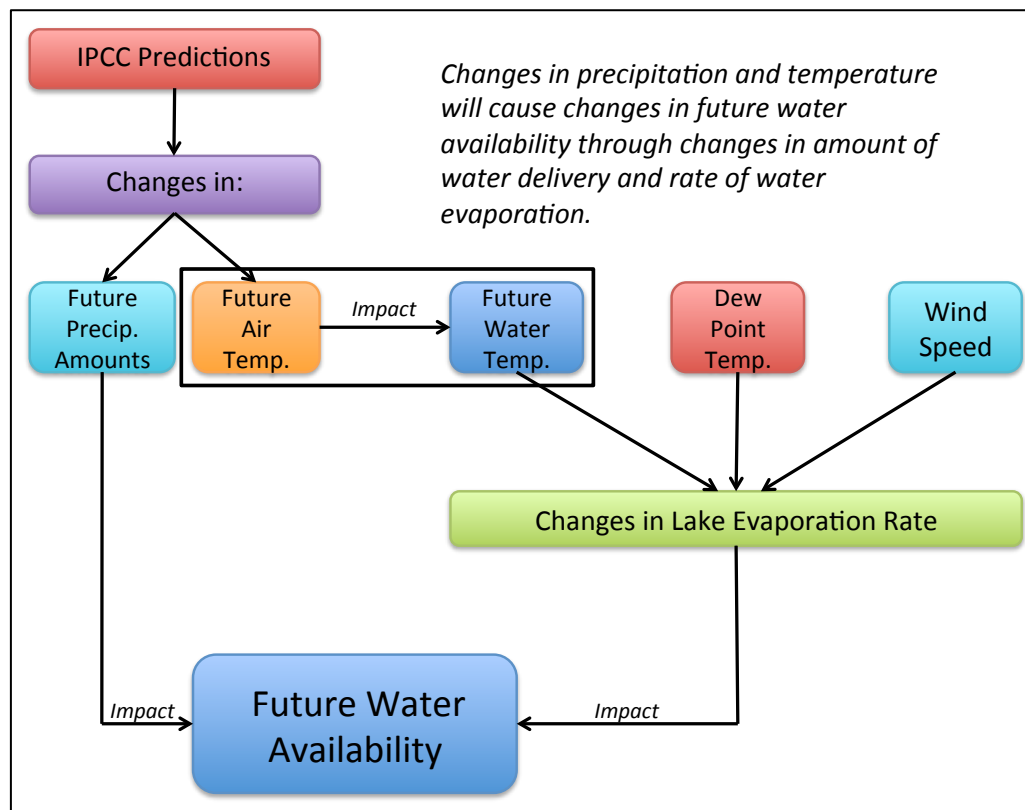 IPCC Predictions
Changes in precipitation and temperature
will cause changes in future water
availability through changes in amount of
water delivery and rate of water
evaporation.
Changes in:
Future
Precip.
Amounts
Future
Air
Temp.
Impact
Future
Water
Temp.
Dew
Point
Temp.
Wind
Speed
Changes in Lake Evaporation Rate
Impact
Future Water
Availability
Impact